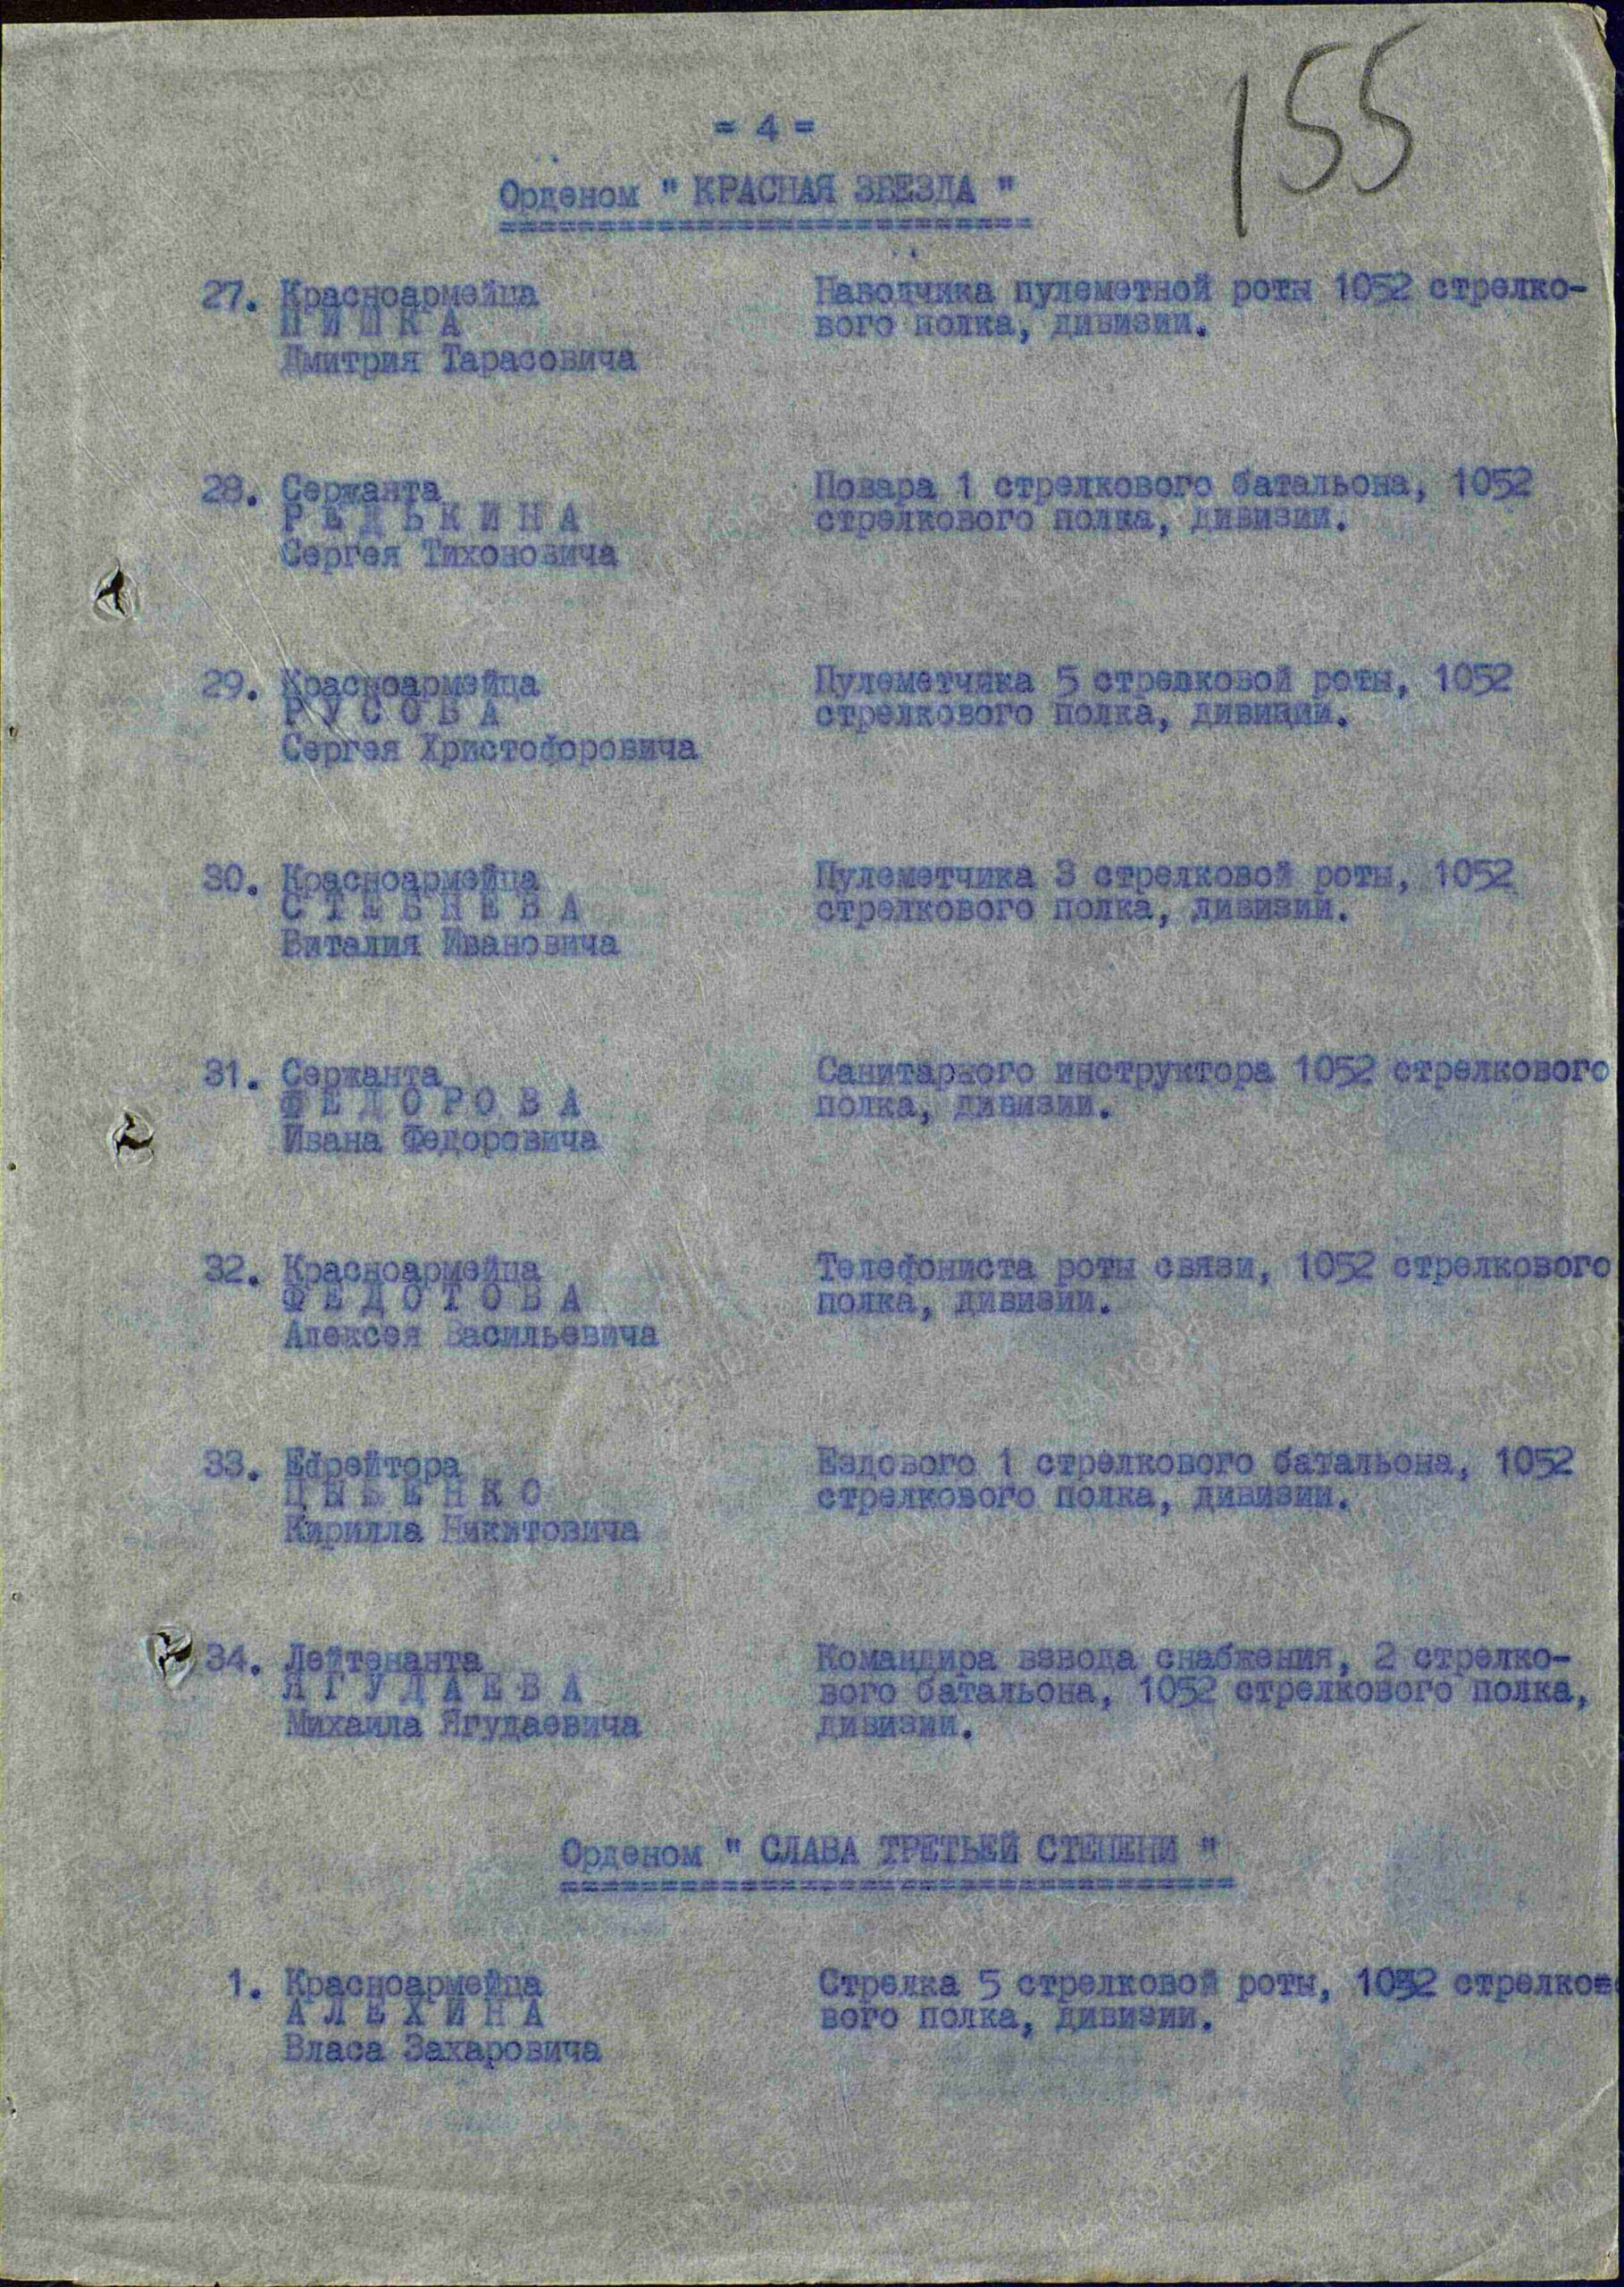 155
= 4 =
Орденом " КРАСНАЯ ЗВЕЗДА "
27. Красноармейца
П И Ш К А
Дмитрия Тарасовича
Наводчика пулеметной роты 1052 стрелко-
вого полка, дивизии.
28. Сержанта
Р Е Д Ь К И Н А
Сергея Тихоновича
Повара 1 стрелкового батальона, 1052
стрелкового полка, дивизии.
29. Красноармейца
Р У С О В А
Сергея Христофоровича
Пулеметчика 5 стрелковой роты, 1052
стрелкового полка, дивиции.
30. Красноармейца
С Т Е Б Н Е В А
Виталия Ивановича
Пулеметчика 3 стрелковой роты, 1052
стрелкового полка, дивизии.
31. Сержанта
Ф Е Д О Р О В А
Ивана Федоровича
Санитарного инструктора 1052 стрелкового
полка, дивизии.
32. Красноармейца
Ф Е Д О Т О В А
Алексея Васильевича
Телефониста роты связи, 1052 стрелкового
полка, дивизии.
33. Ефрейтора
Ц Ы Б Е Н К О
Кирилла Никитовича
Ездового 1 стрелкового батальона, 1052
стрелкового полка, дивизии.
34. Лейтенанта
Я Г У Д А Е В А
Михаила Ягудаевича
Командира взвода снабжения, 2 стрелко-
вого батальона, 1052 стрелкового полка,
дивизии.
Орденом " СЛАВА ТРЕТЬЕЙ СТЕПЕНИ "
1. Красноармейца
А Л Е Х И Н А
Власа Захаровича
Стрелка 5 стрелковой роты, 1052 стрелко=
вого полка, дивизии.